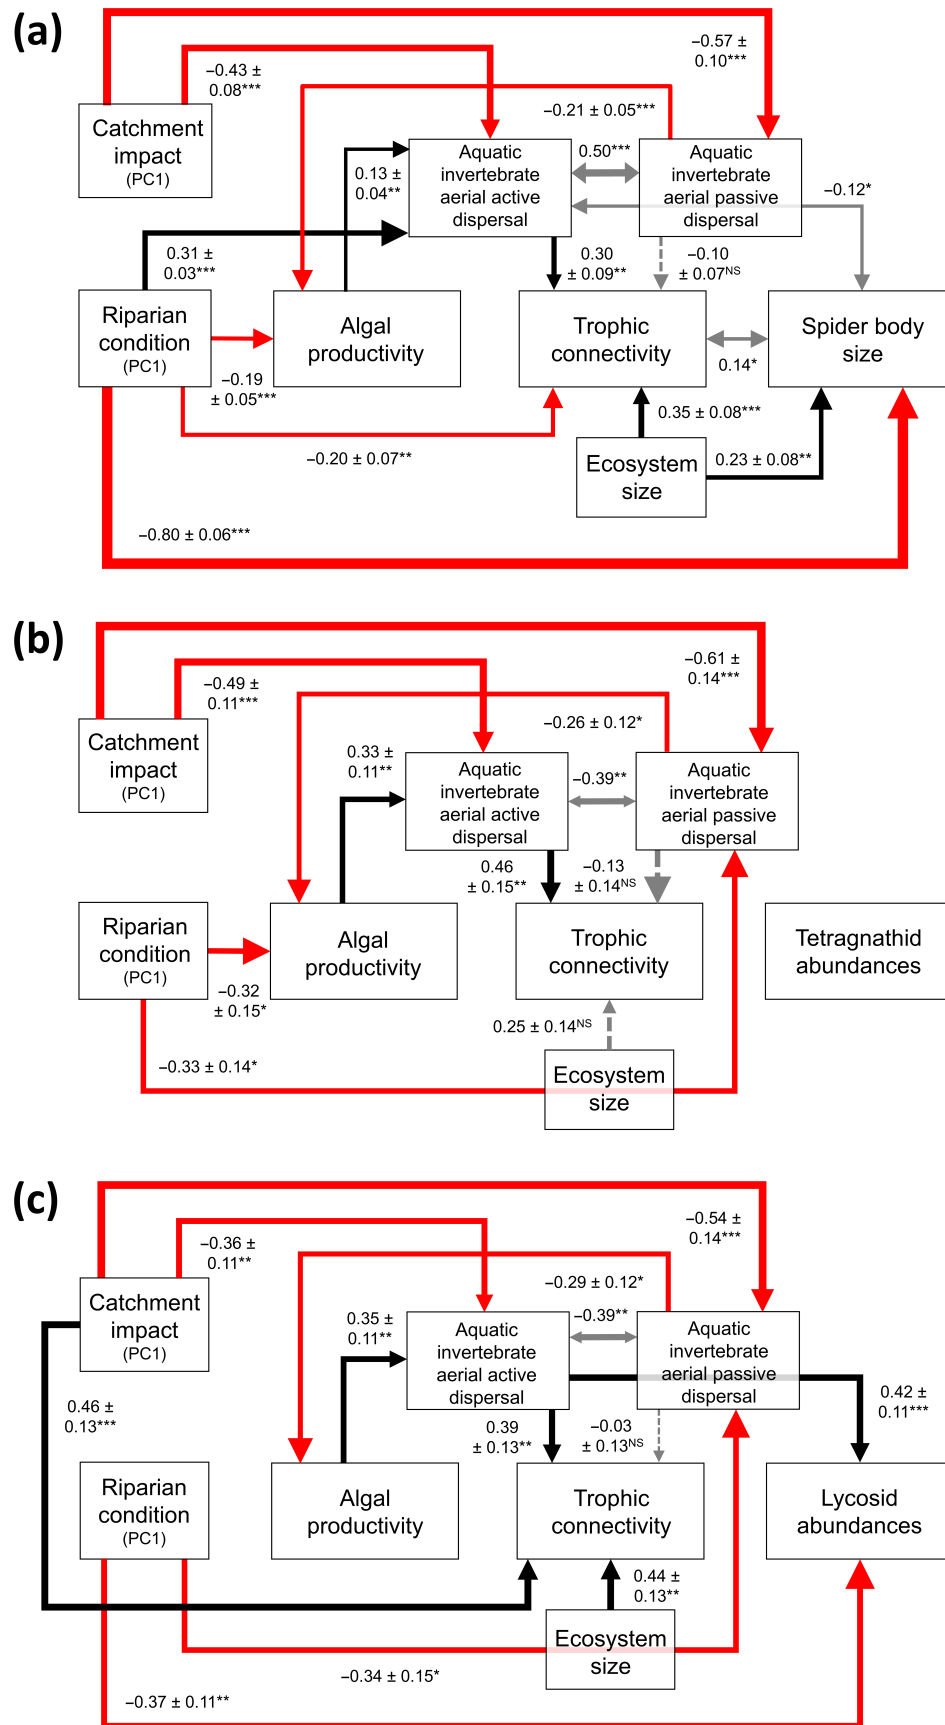 (a)
−0.57 ±
0.10***
−0.43 ±
0.08***
−0.21 ± 0.05***
Catchment
impact
(PC1)
0.13 ±
0.04**
Aquatic
invertebrate
aerial active
dispersal
0.50***
Aquatic
invertebrate
aerial passive
dispersal
−0.12*
0.31 ±
0.03***
0.30
± 0.09**
−0.10
± 0.07NS
Riparian
condition
(PC1)
Algal
productivity
Trophic
connectivity
Spider body
size
0.14*
−0.19
± 0.05***
0.35 ± 0.08***
−0.20 ± 0.07**
Ecosystem
size
0.23 ± 0.08**
−0.80 ± 0.06***
(b)
−0.61 ±
0.14***
−0.49 ±
0.11***
−0.26 ± 0.12*
Catchment
impact
(PC1)
0.33 ±
0.11**
Aquatic
invertebrate
aerial active
dispersal
−0.39**
Aquatic
invertebrate
aerial passive
dispersal
0.46
± 0.15**
−0.13
± 0.14NS
Riparian
condition
(PC1)
Algal
productivity
Trophic
connectivity
Tetragnathid
abundances
−0.32
± 0.15*
0.25 ± 0.14NS
−0.33 ± 0.14*
Ecosystem
size
(c)
−0.54 ±
0.14***
−0.36 ±
0.11**
−0.29 ± 0.12*
Catchment
impact
(PC1)
0.35 ±
0.11**
Aquatic
invertebrate
aerial active
dispersal
−0.39**
Aquatic
invertebrate
aerial passive
dispersal
0.42 ±
0.11***
0.46 ±
0.13***
0.39
± 0.13**
−0.03
± 0.13NS
Riparian
condition
(PC1)
Algal
productivity
Trophic
connectivity
Lycosid
abundances
0.44 ±
0.13**
Ecosystem
size
−0.34 ± 0.15*
−0.37 ± 0.11**